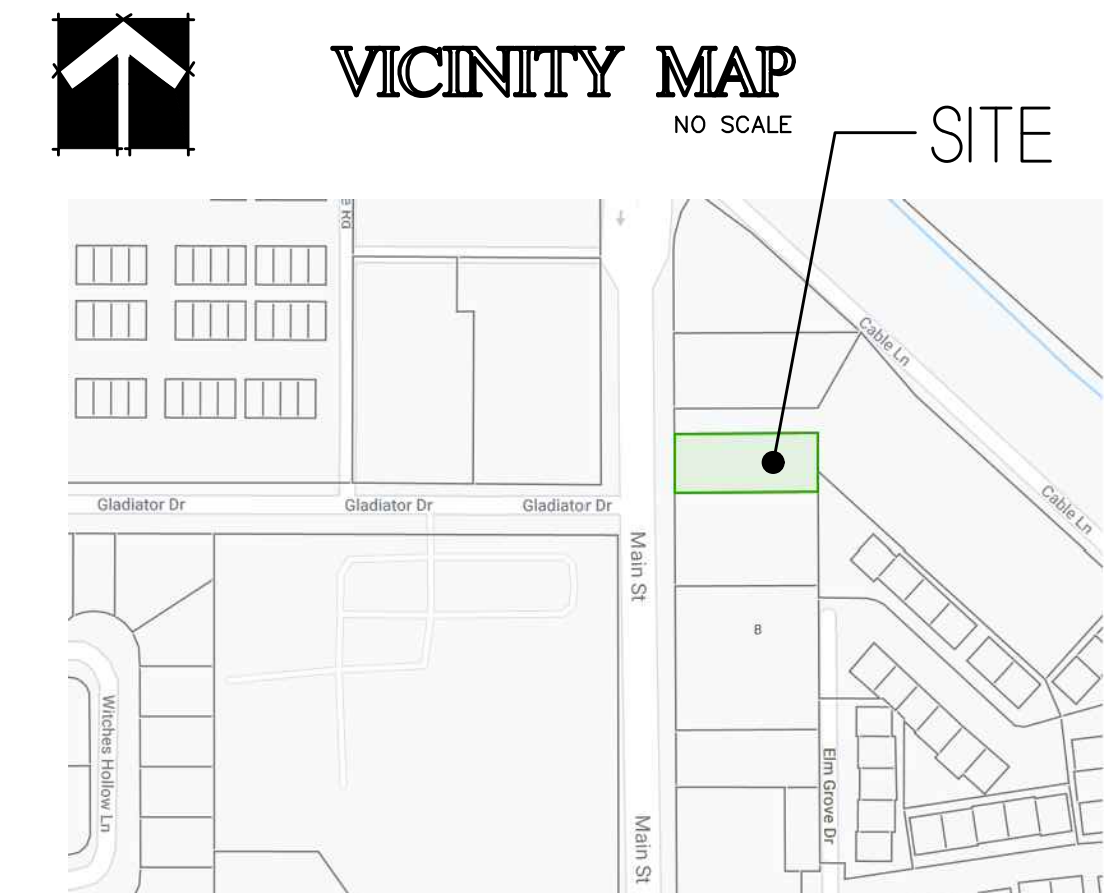 VICINITY MAP
NO SCALE
SITE
Cable Ln
Gladiator Dr
Gladiator Dr
Gladiator Dr
Cable Ln
Main St
B
Witches Hollow Ln
Elm Grove Dr
Main St